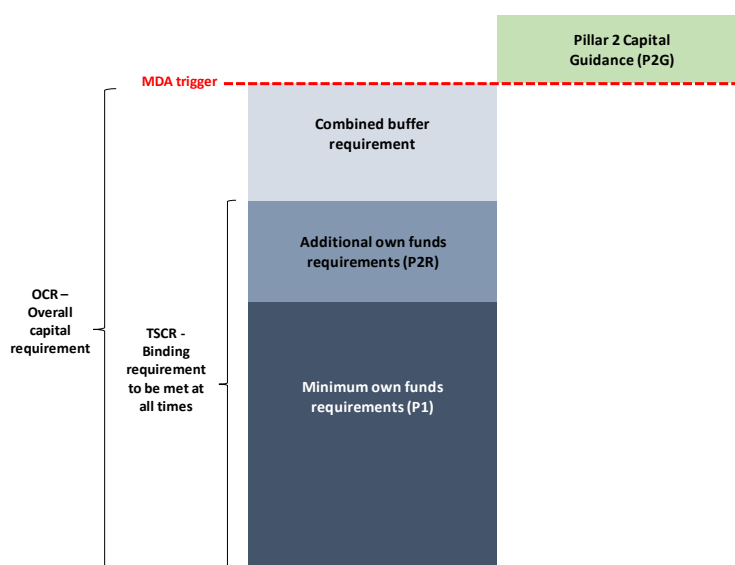 Pillar 2 Capital
Guidance (P2G)
MDA trigger
Combined buffer
requirement
Additional own funds
requirements (P2R)
OCR –
Overall
capital
requirement
TSCR -
Binding
requirement
to be met at
all times
Minimum own funds
requirements (P1)